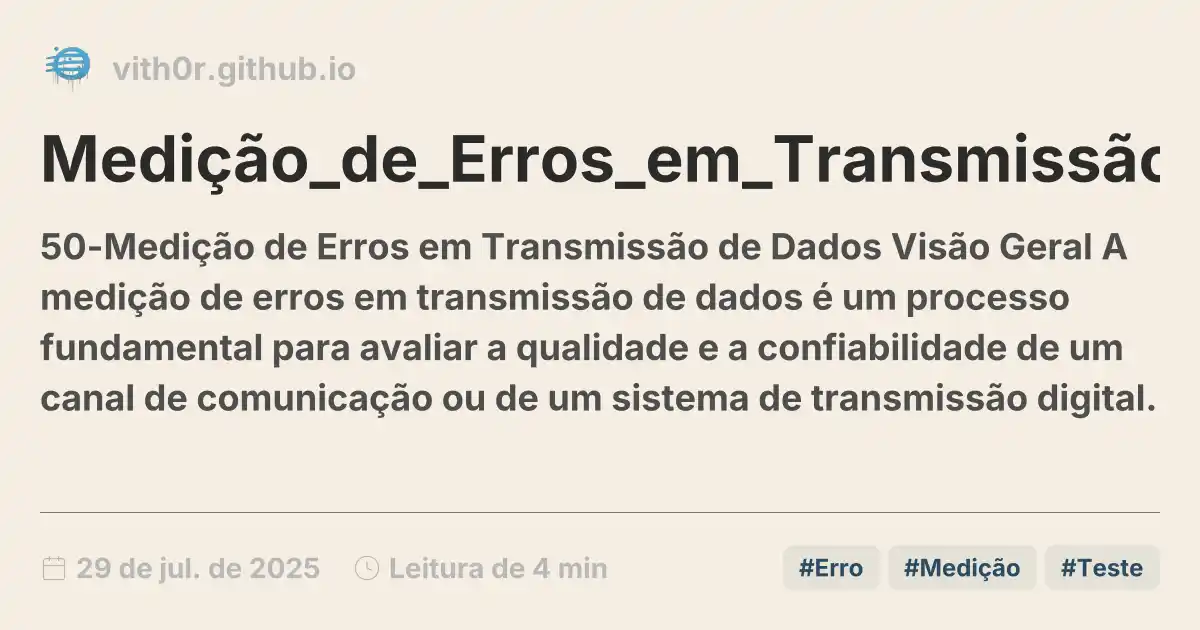 vith0r.github.io
Medição_de_Erros_em_Transmissão
50-Medição de Erros em Transmissão de Dados Visão Geral A
medição de erros em transmissão de dados é um processo
fundamental para avaliar a qualidade e a confiabilidade de um
canal de comunicação ou de um sistema de transmissão digital.
29 de jul. de 2025 Leitura de 4 min #Erro #Medição #Teste